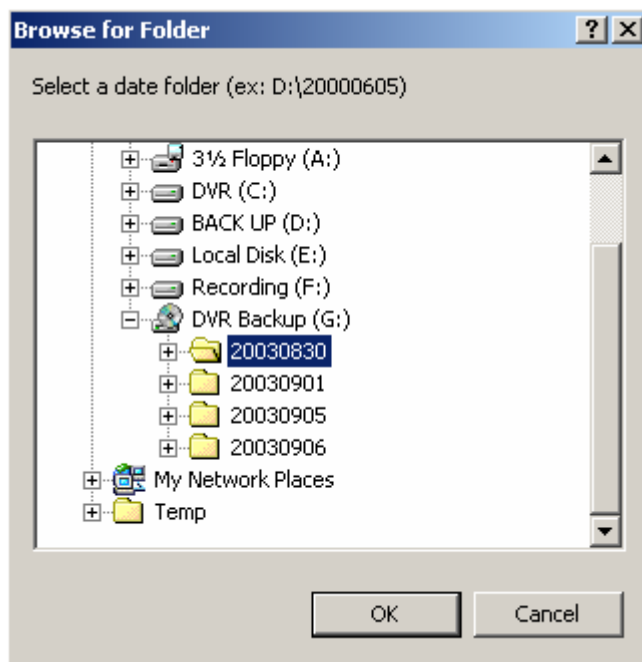 Browse for Folder
Select a date folder (ex: D:\20000605)
3½ Floppy (A:)
DVR (C:)
BACK UP (D:)
Local Disk (E:)
Recording (F:)
DVR Backup (G:)
20030830
20030901
20030905
20030906
My Network Places
Temp
OK Cancel